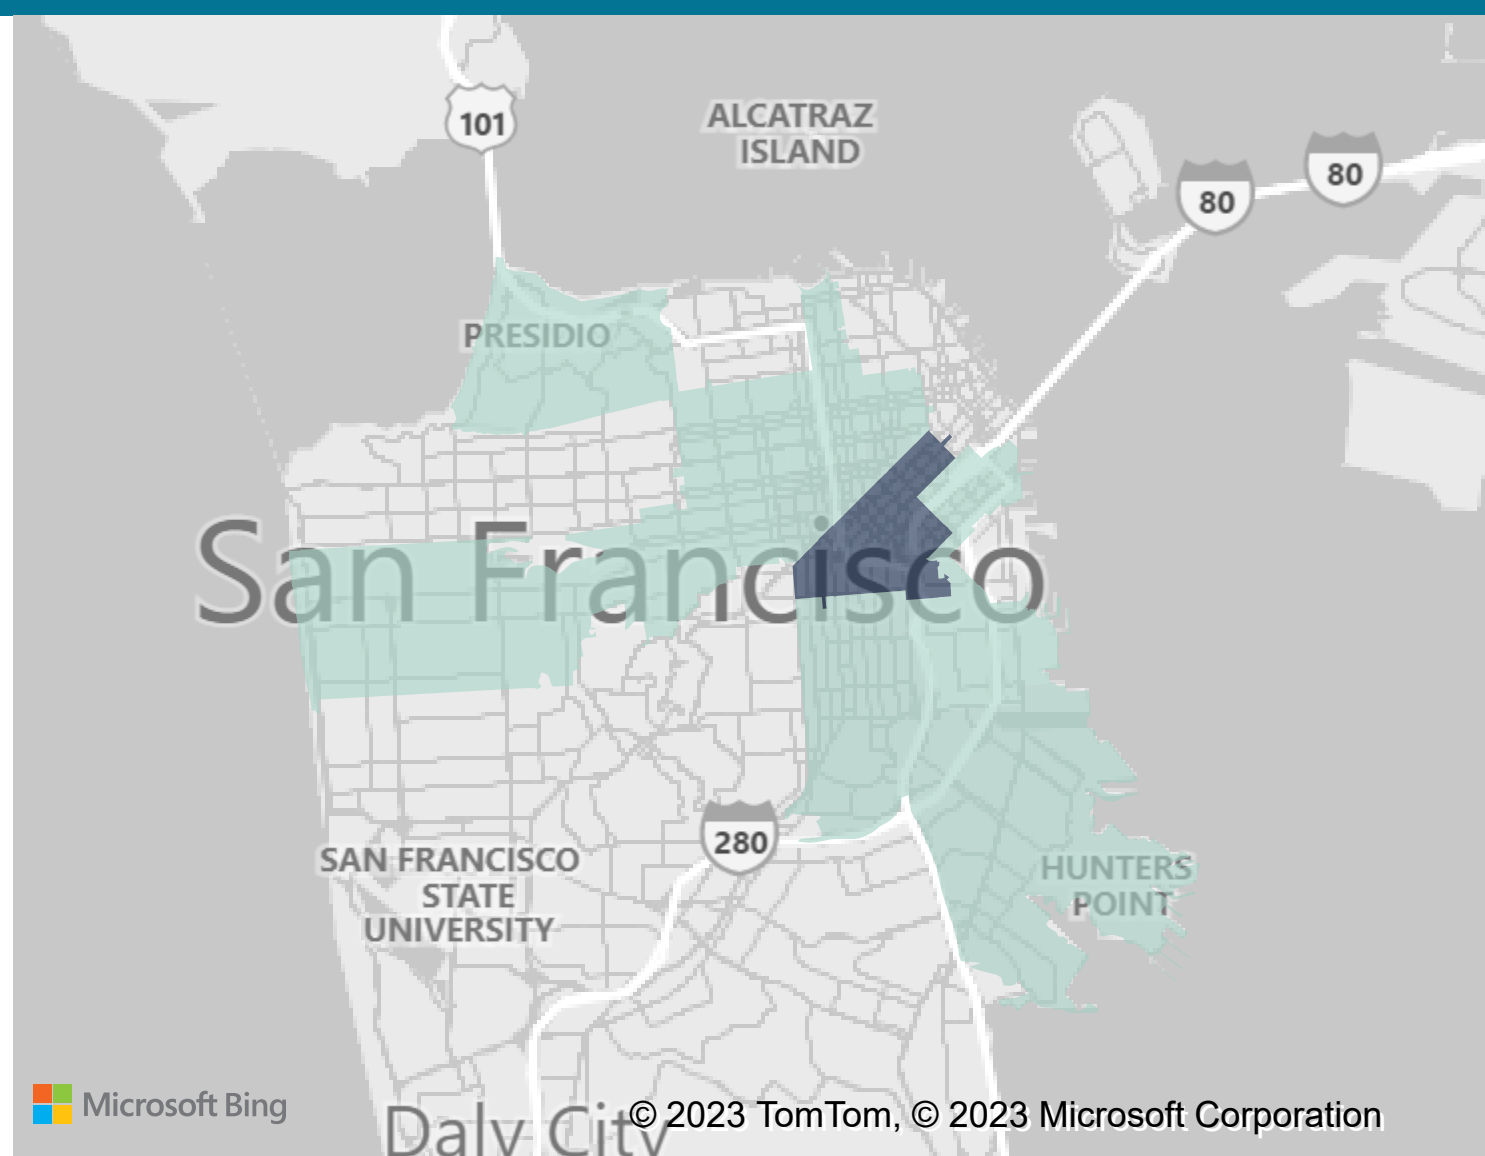 101
ALCATRAZ
ISLAND
80
80
PRESIDIO
San Francisco
280
SAN FRANCISCO
STATE
UNIVERSITY
HUNTERS
POINT
Microsoft Bing
Daly City
© 2023 TomTom, © 2023 Microsoft Corporation